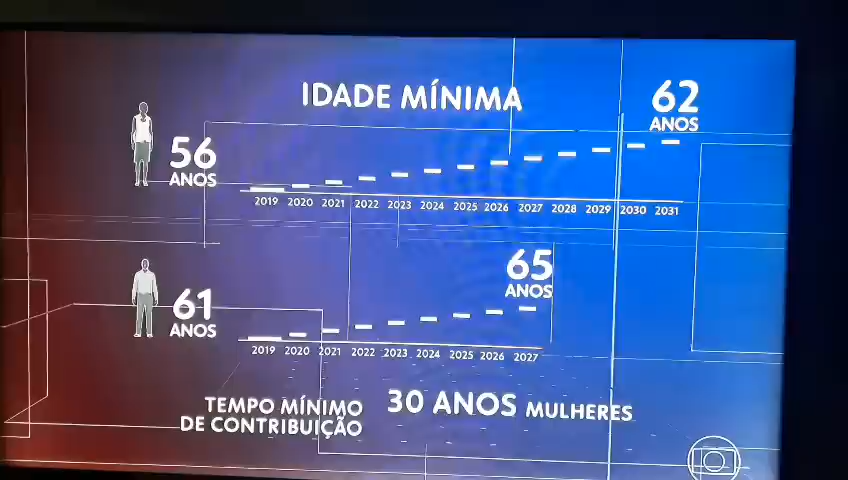 IDADE MÍNIMA
62
ANOS
56
ANOS
2019 2020 2021 2022 2023 2024 2025 2026 2027 2028 2029 2030 2031
65
ANOS
61
ANOS
2019 2020 2021 2022 2023 2024 2025 2026 2027
TEMPO MÍNIMO
DE CONTRIBUIÇÃO
30 ANOS MULHERES